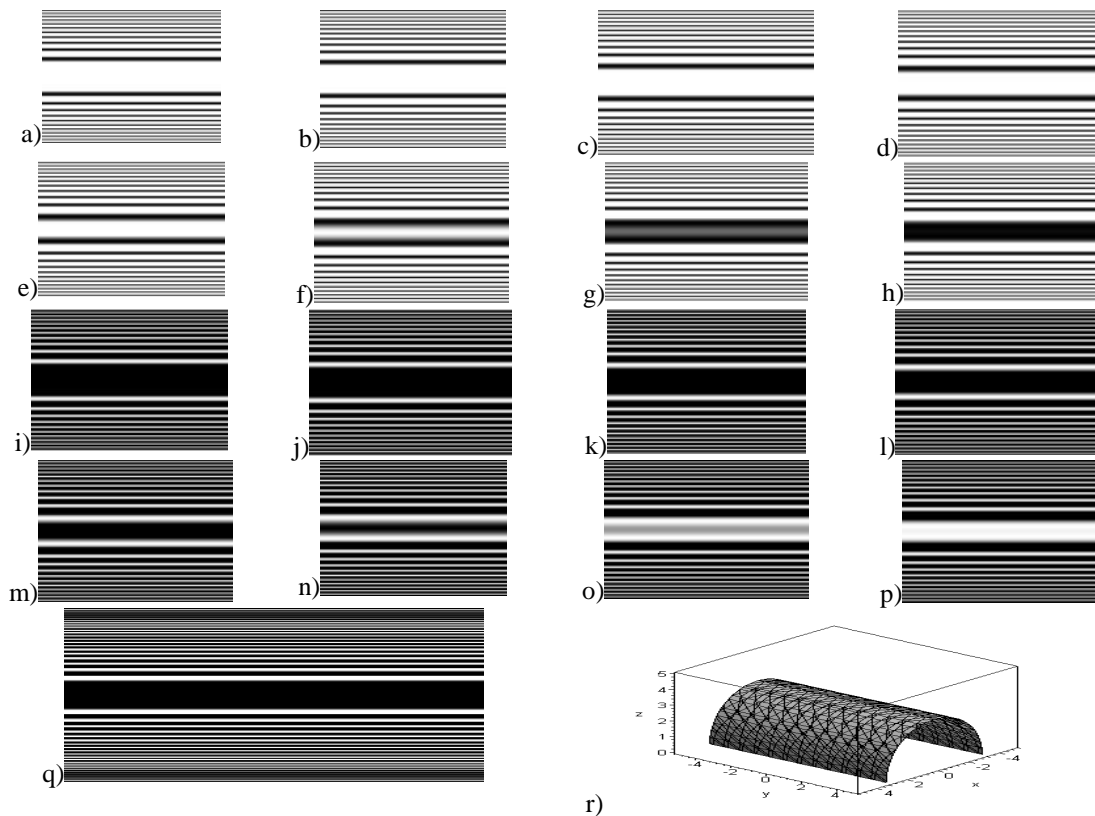 a) b) c) d)
e) f) g) h)
i) j) k) l)
m) n) o) p)
q) r)
5
4
3
2
1
0
z
-4 -2 0 2 4
y
4 2 0 -2 -4
x